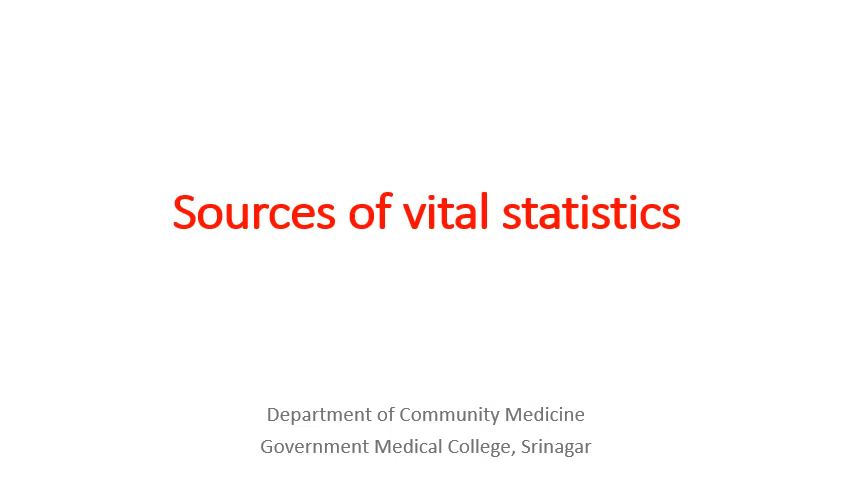 Sources of vital statistics
Department of Community Medicine
Government Medical College, Srinagar